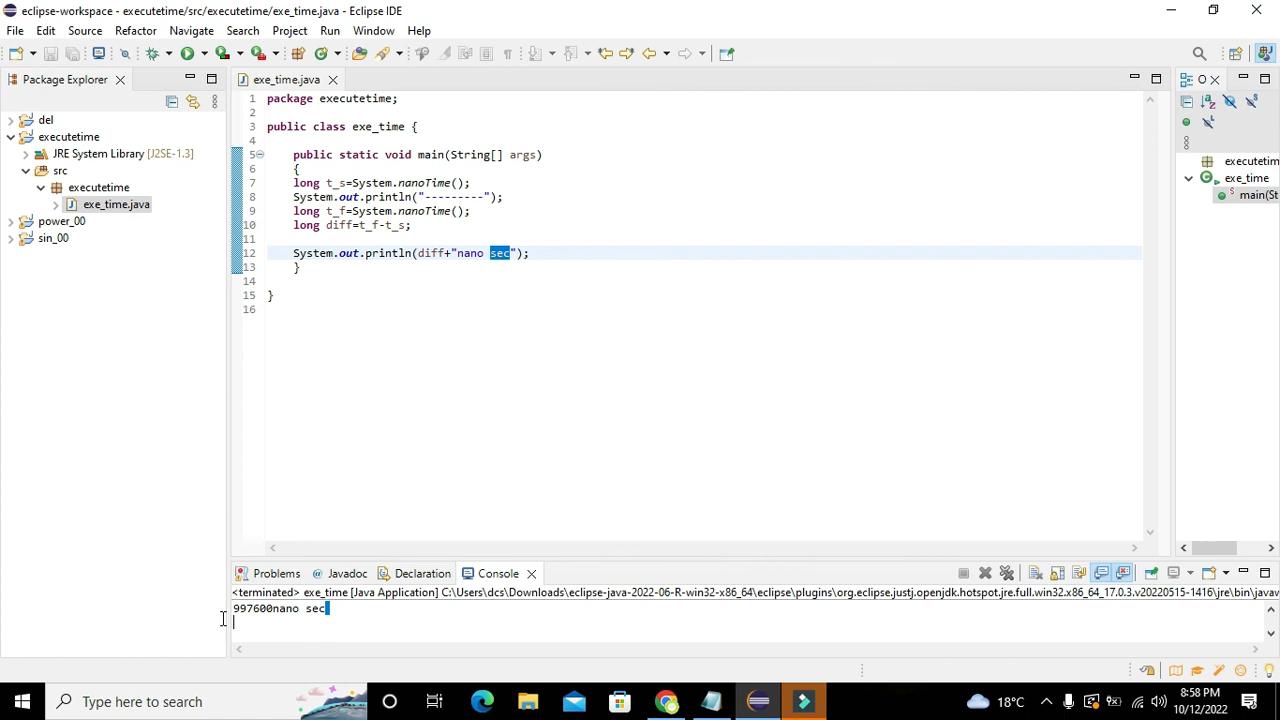 eclipse-workspace - executetime/src/executetime/exe_time.java - Eclipse IDE
File Edit Source Refactor Navigate Search Project Run Window Help
Package Explorer
exe_time.java
O
del
executetime
JRE System Library [J2SE-1.3]
src
executetime
exe_time.java
power_00
sin_00
1 package executetime;
2
3 public class exe_time {
4
5 public static void main(String[] args)
6 {
7 long t_s=System.nanoTime();
8 System.out.println("---------");
9 long t_f=System.nanoTime();
10 long diff=t_f-t_s;
11
12 System.out.println(diff+"nano sec");
13 }
14
15 }
16
executetim
exe_time
main(St
Problems Javadoc Declaration Console
<terminated> exe_time [Java Application] C:\Users\dcs\Downloads\eclipse-java-2022-06-R-win32-x86_64\eclipse\plugins\org.eclipse.justj.openjdk.hotspot.jre.full.win32.x86_64_17.0.3.v20220515-1416\jre\bin\javaw
997600nano sec
Type here to search
18°C
8:58 PM
10/12/2022